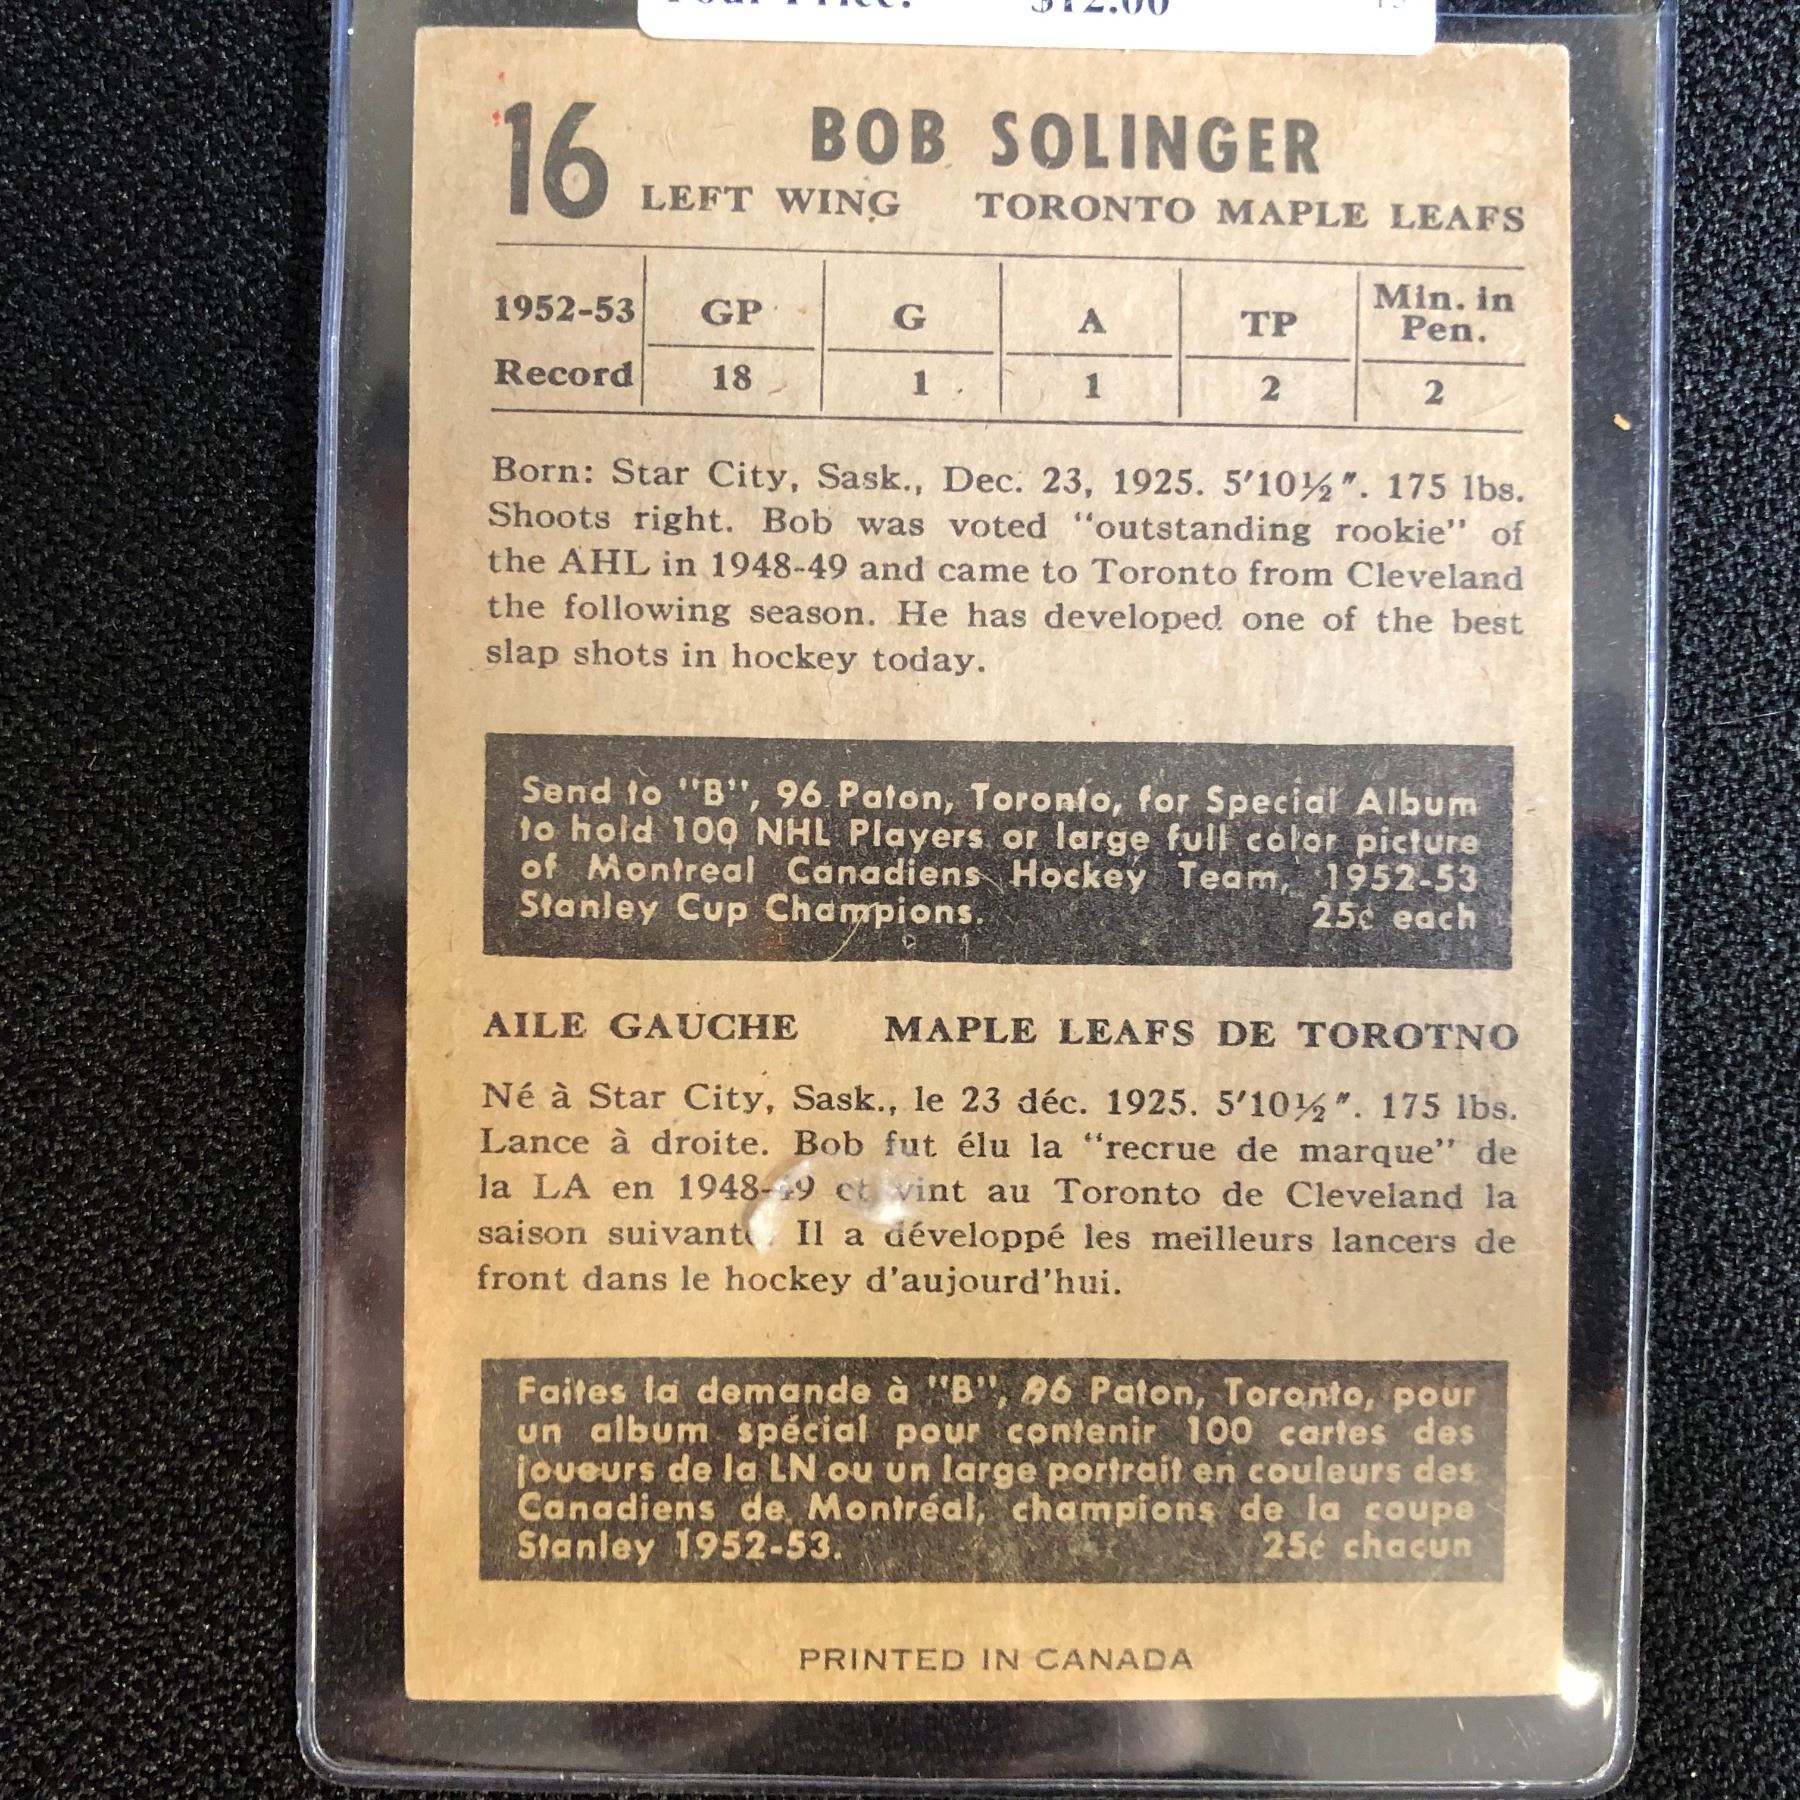 Your Price: $12.00
16
BOB SOLINGER
LEFT WING TORONTO MAPLE LEAFS
1952-53 GP G A TP Min. in Pen.
Record 18 1 1 2 2
Born: Star City, Sask., Dec. 23, 1925. 5'10½". 175 lbs.
Shoots right. Bob was voted "outstanding rookie" of
the AHL in 1948-49 and came to Toronto from Cleveland
the following season. He has developed one of the best
slap shots in hockey today.
Send to "B", 96 Paton, Toronto, for Special Album
to hold 100 NHL Players or large full color picture
of Montreal Canadiens Hockey Team, 1952-53
Stanley Cup Champions. 25¢ each
AILE GAUCHE MAPLE LEAFS DE TOROTNO
Né à Star City, Sask., le 23 déc. 1925. 5'10½". 175 lbs.
Lance à droite. Bob fut élu la "recrue de marque" de
la LA en 1948-49 et vint au Toronto de Cleveland la
saison suivante. Il a développé les meilleurs lancers de
front dans le hockey d'aujourd'hui.
Faites la demande à "B", 96 Paton, Toronto, pour
un album spécial pour contenir 100 cartes des
joueurs de la LN ou un large portrait en couleurs des
Canadiens de Montréal, champions de la coupe
Stanley 1952-53. 25¢ chacun
PRINTED IN CANADA